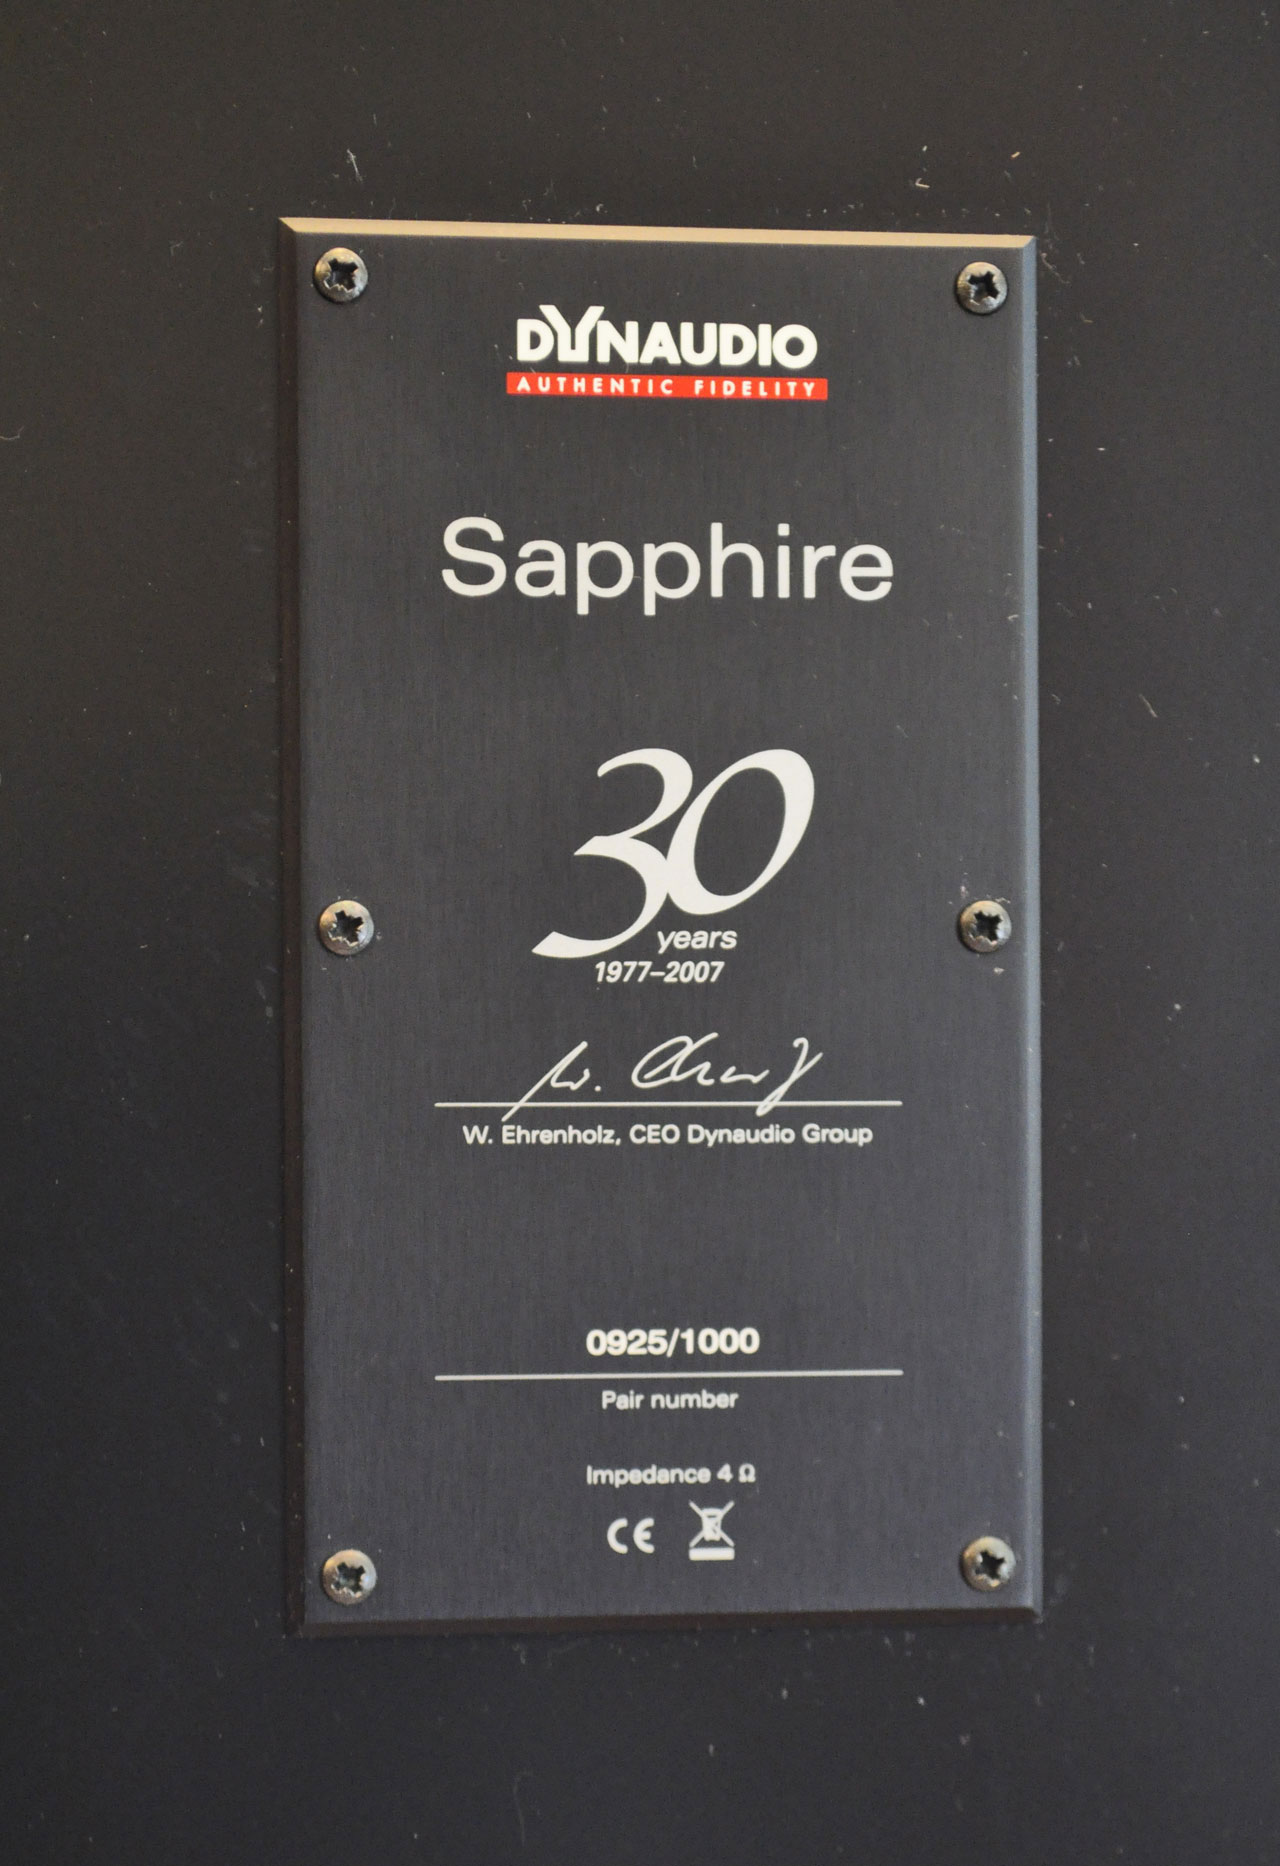 DYNAUDIO
AUTHENTIC FIDELITY
Sapphire
30
years
1977–2007
W. Ehrenholz, CEO Dynaudio Group
0925/1000
Pair number
Impedance 4 Ω
CE